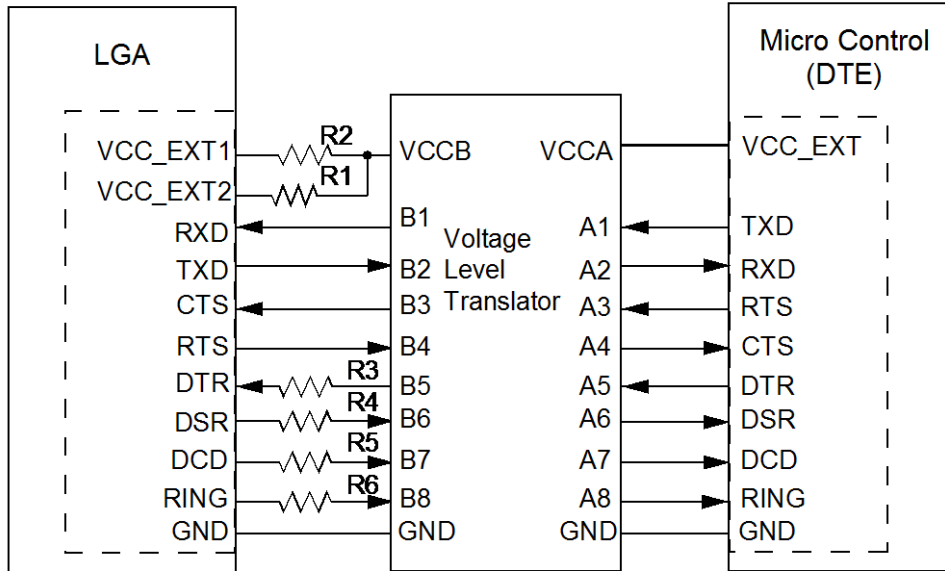 LGA
VCC_EXT1
VCC_EXT2
RXD
TXD
CTS
RTS
DTR
DSR
DCD
RING
GND
R2
R1
R3
R4
R5
R6
VCCB
B1
B2
B3
B4
B5
B6
B7
B8
GND
Voltage
Level
Translator
VCCA
A1
A2
A3
A4
A5
A6
A7
A8
GND
Micro Control
(DTE)
VCC_EXT
TXD
RXD
RTS
CTS
DTR
DSR
DCD
RING
GND